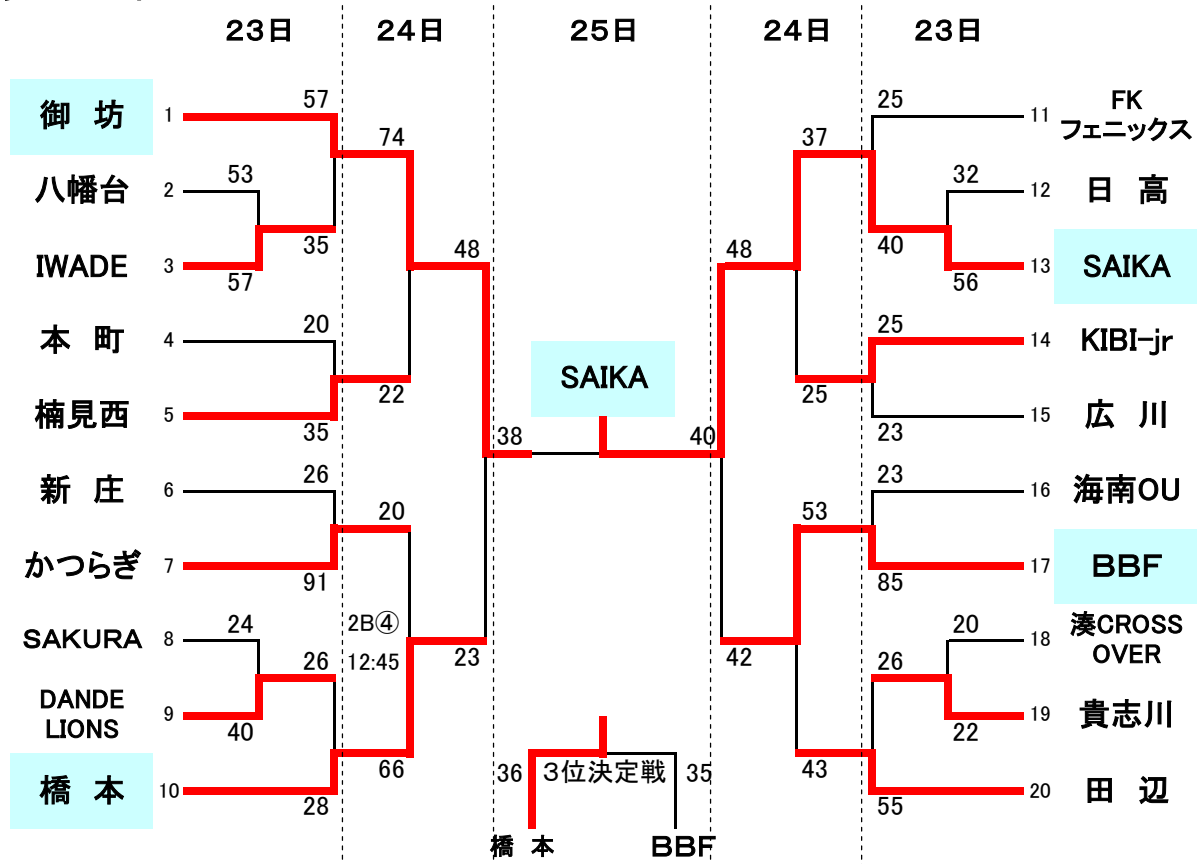 23日 24日 25日 24日 23日
御 坊 1 57 74 37 25 11 FK
フェニックス
八幡台 2 53 32 12 日 高
IWADE 3 57 35 48 48 40 56 13 SAIKA
本 町 4 20 25 14 KIBI-jr
SAIKA
楠見西 5 35 22 25 23 15 広 川
38 40
新 庄 6 26 20 53 23 16 海南OU
かつらぎ 7 91 85 17 BBF
SAKURA 8 24 2B④ 20 18 湊CROSS
OVER
12:45 23 42
DANDE
LIONS 9 40 26 26 22 19 貴志川
橋 本 10 28 66 43 55 20 田 辺
36 3位決定戦 35
橋 本 BBF